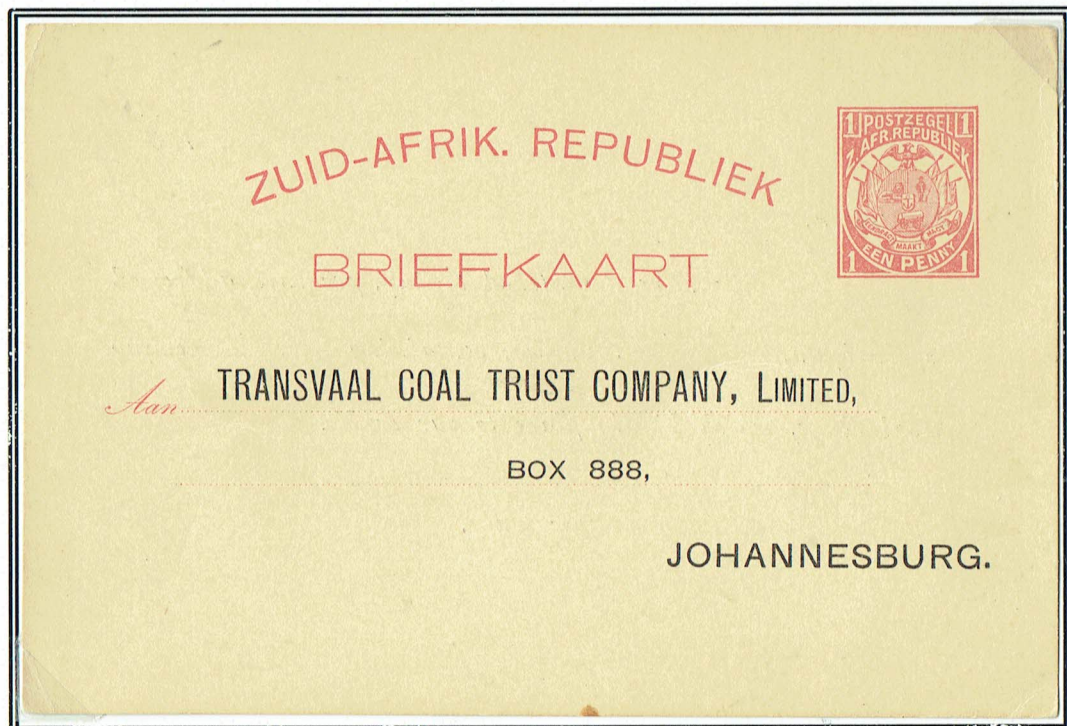 ZUID-AFRIK. REPUBLIEK
1 POSTZEGEL 1
Z. AFR. REPUBLIEK
EENDRAGT MAAKT MAGT
1 EEN PENNY 1
BRIEFKAART
Aan TRANSVAAL COAL TRUST COMPANY, LIMITED,
BOX 888,
JOHANNESBURG.